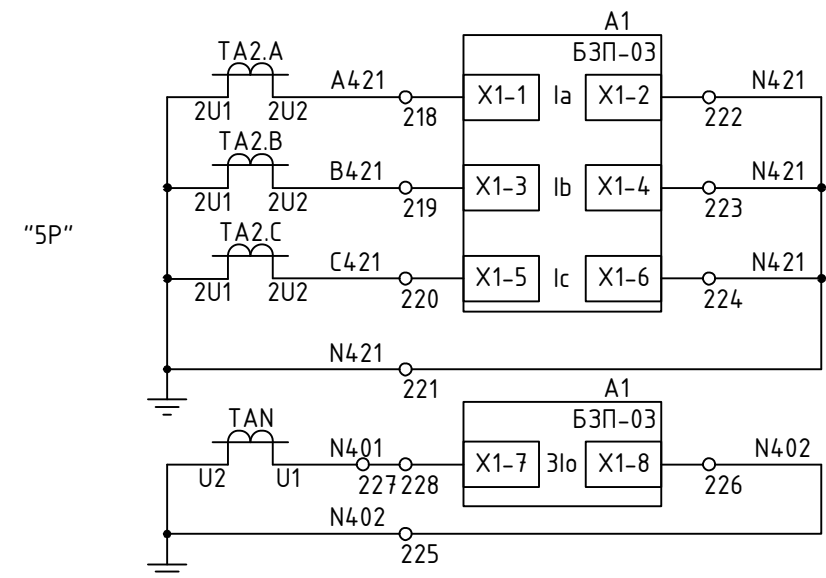 A1
БЗП-03
TA2.A
2U1 2U2 A421 218 X1-1 Ia X1-2 222 N421
TA2.B
2U1 2U2 B421 219 X1-3 Ib X1-4 223 N421
"5P"
TA2.C
2U1 2U2 C421 220 X1-5 Ic X1-6 224 N421
N421
221
A1
БЗП-03
TAN
U2 U1 N401 227 228 X1-7 3Io X1-8 226 N402
N402
225